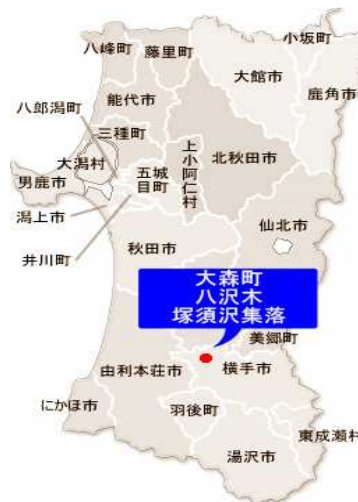 小坂町
八峰町
藤里町
大館市
鹿角市
能代市
八郎潟町
三種町
北秋田市
上小阿仁村
大潟村
五城
目町
男鹿市
潟上市
仙北市
井川町
秋田市
大森町
八沢木
塚須沢集落
美郷町
由利本荘市
横手市
にかほ市
羽後町
東成瀬村
湯沢市